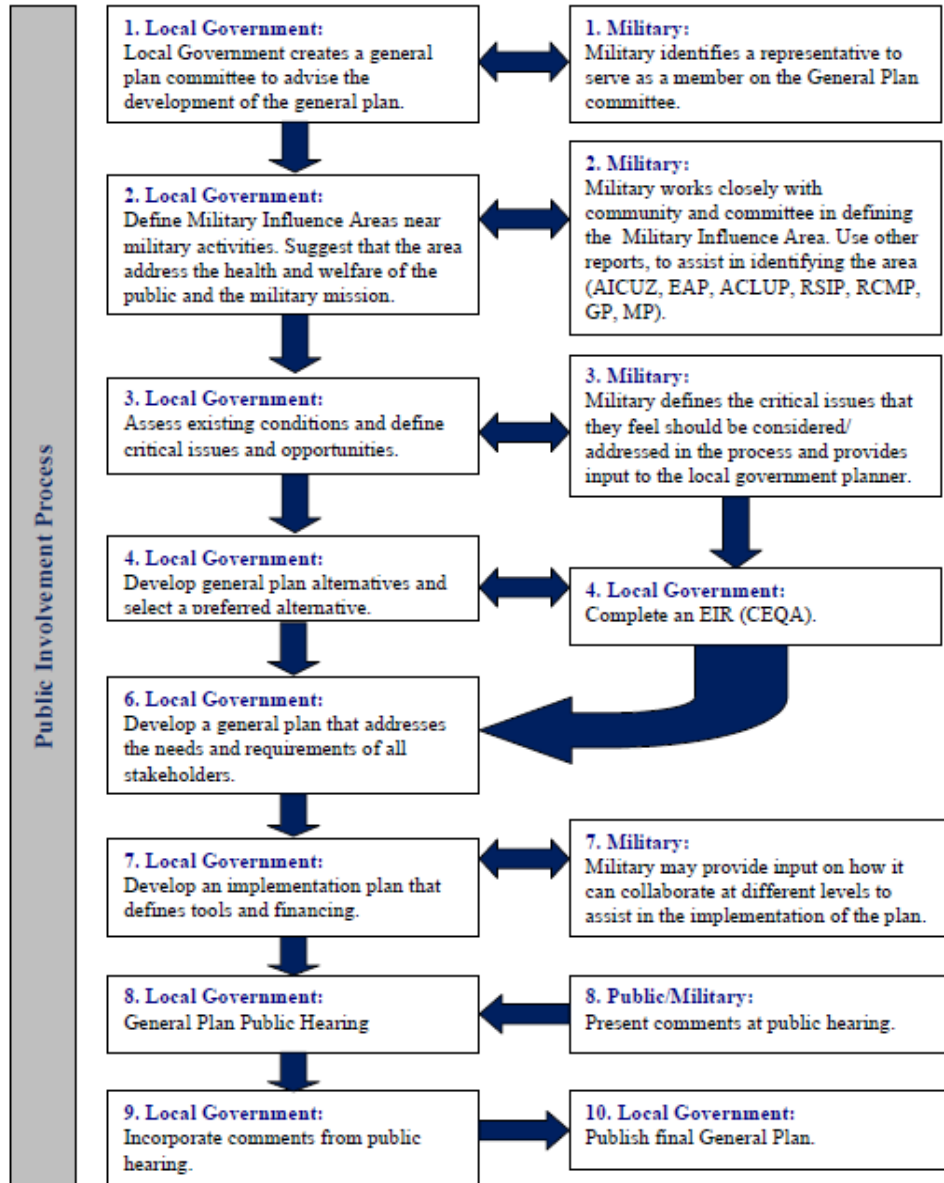 Public Involvement Process
1. Local Government:
Local Government creates a general
plan committee to advise the
development of the general plan.
1. Military:
Military identifies a representative to
serve as a member on the General Plan
committee.
2. Local Government:
Define Military Influence Areas near
military activities. Suggest that the area
address the health and welfare of the
public and the military mission.
2. Military:
Military works closely with
community and committee in defining
the Military Influence Area. Use other
reports, to assist in identifying the area
(AICUZ, EAP, ACLUP, RSIP, RCMP,
GP, MP).
3. Local Government:
Assess existing conditions and define
critical issues and opportunities.
3. Military:
Military defines the critical issues that
they feel should be considered/
addressed in the process and provides
input to the local government planner.
4. Local Government:
Develop general plan alternatives and
select a preferred alternative.
4. Local Government:
Complete an EIR (CEQA).
6. Local Government:
Develop a general plan that addresses
the needs and requirements of all
stakeholders.
7. Local Government:
Develop an implementation plan that
defines tools and financing.
7. Military:
Military may provide input on how it
can collaborate at different levels to
assist in the implementation of the plan.
8. Local Government:
General Plan Public Hearing
8. Public/Military:
Present comments at public hearing.
9. Local Government:
Incorporate comments from public
hearing.
10. Local Government:
Publish final General Plan.